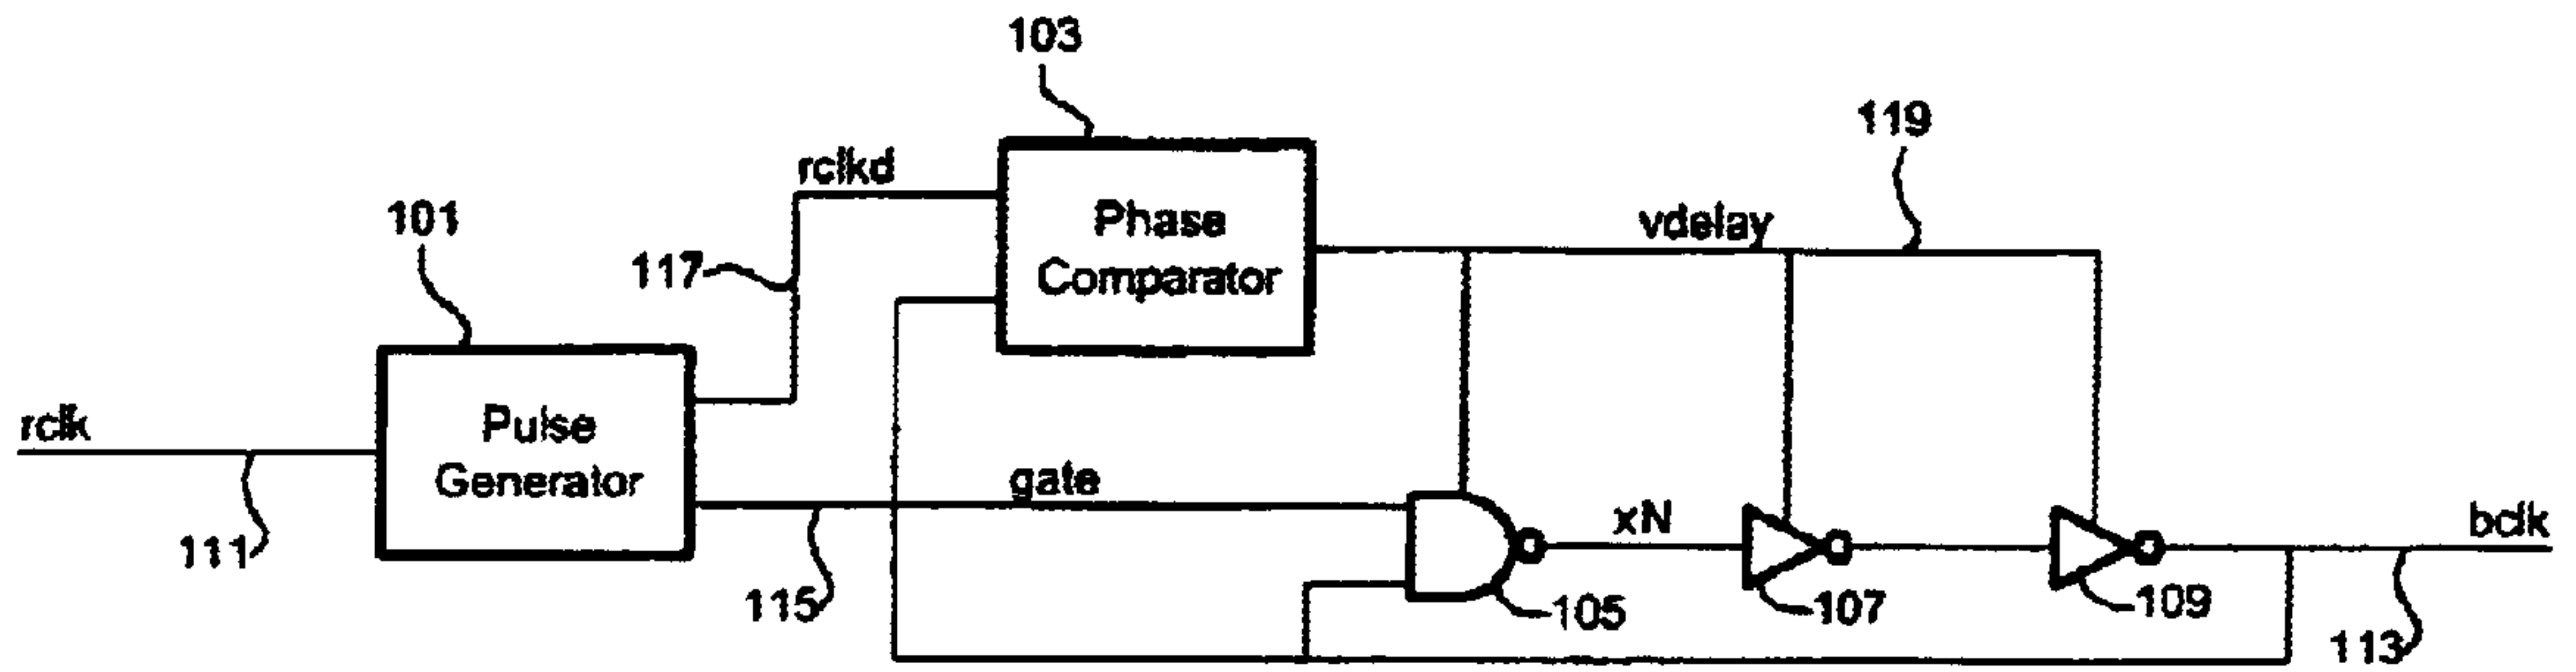 103
119
rclkd
101
Phase
Comparator
vdelay
117
rclk
Pulse
Generator
gate
xN
bclk
111
115
105
107
109
113